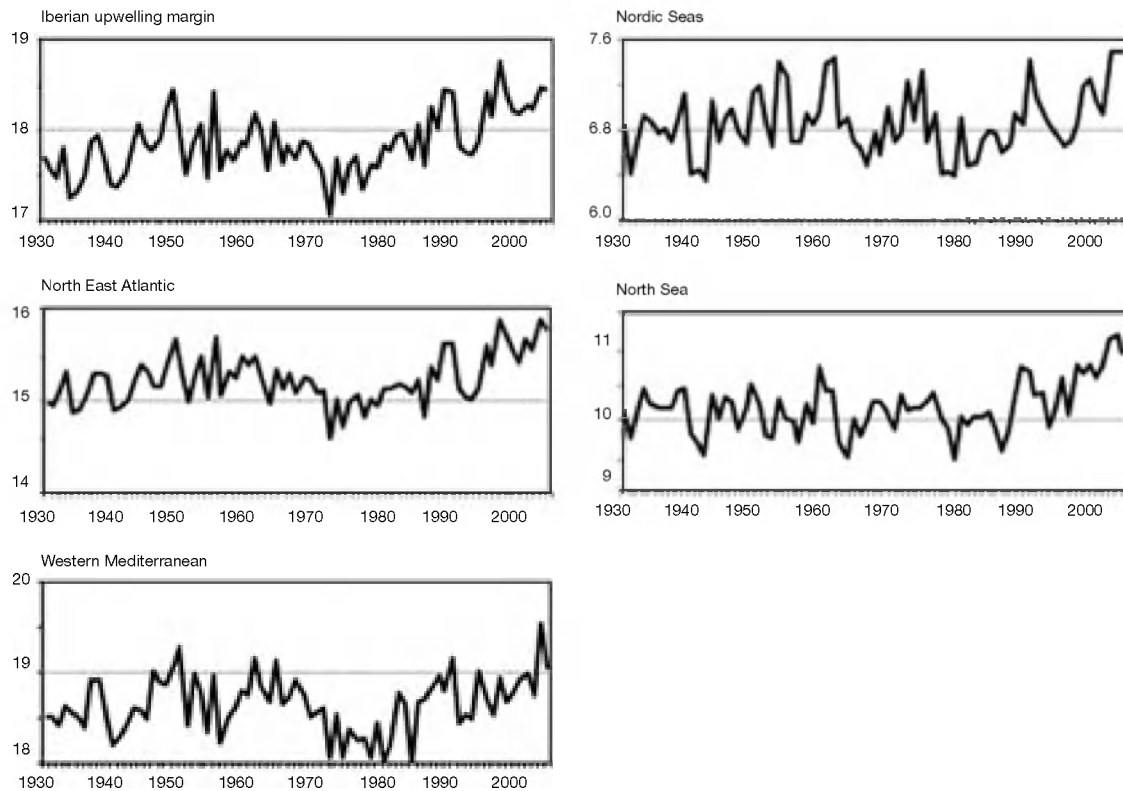 Iberian upwelling margin
19
18
17
1930 1940 1950 1960 1970 1980 1990 2000
Nordic Seas
7.6
6.8
6.0
1930 1940 1950 1960 1970 1980 1990 2000
North East Atlantic
16
15
14
1930 1940 1950 1960 1970 1980 1990 2000
North Sea
11
10
9
1930 1940 1950 1960 1970 1980 1990 2000
Western Mediterranean
20
19
18
1930 1940 1950 1960 1970 1980 1990 2000